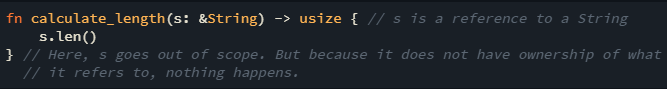 fn calculate_length(s: &String) -> usize { // s is a reference to a String
    s.len()
} // Here, s goes out of scope. But because it does not have ownership of what
  // it refers to, nothing happens.